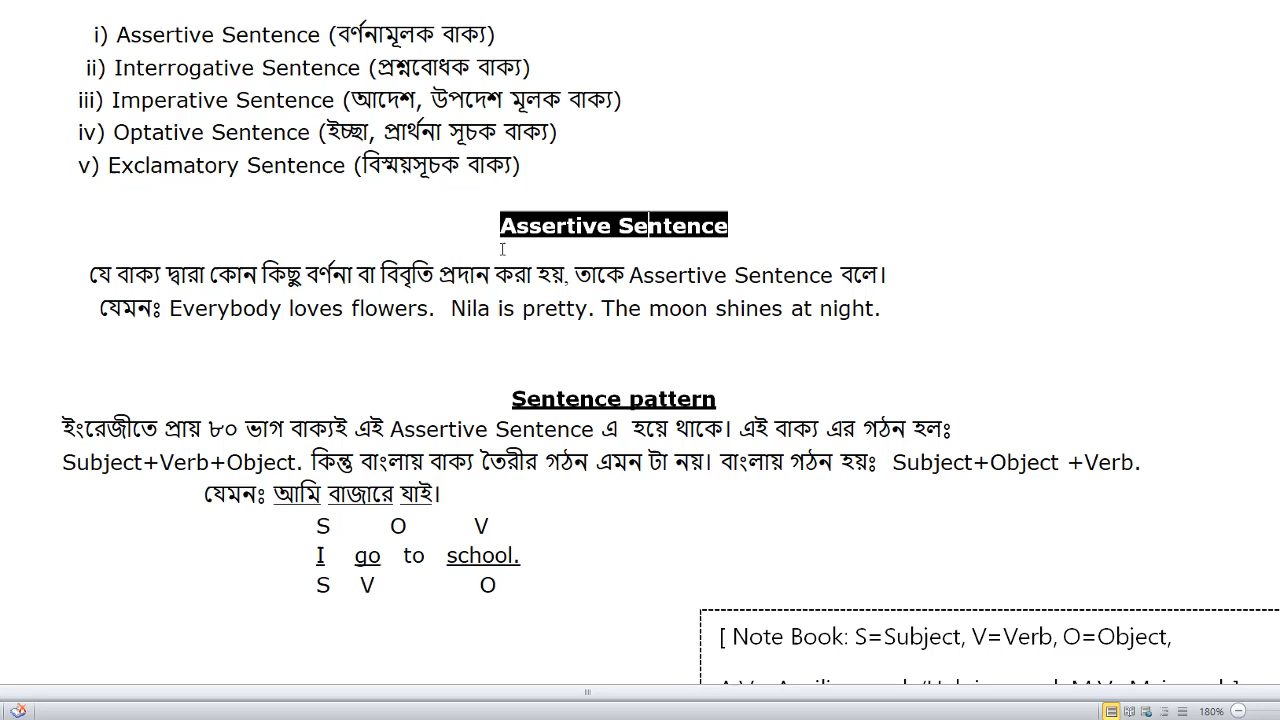 i) Assertive Sentence (বর্ণনামূলক বাক্য)
ii) Interrogative Sentence (প্রশ্নবোধক বাক্য)
iii) Imperative Sentence (আদেশ, উপদেশ মূলক বাক্য)
iv) Optative Sentence (ইচ্ছা, প্রার্থনা সূচক বাক্য)
v) Exclamatory Sentence (বিস্ময়সূচক বাক্য)
Assertive Sentence
যে বাক্য দ্বারা কোন কিছু বর্ণনা বা বিবৃতি প্রদান করা হয়, তাকে Assertive Sentence বলে।
যেমনঃ Everybody loves flowers. Nila is pretty. The moon shines at night.
Sentence pattern
ইংরেজীতে প্রায় ৮০ ভাগ বাক্যই এই Assertive Sentence এ হয়ে থাকে। এই বাক্য এর গঠন হলঃ
Subject+Verb+Object. কিন্তু বাংলায় বাক্য তৈরীর গঠন এমন টা নয়। বাংলায় গঠন হয়ঃ Subject+Object +Verb.
যেমনঃ আমি বাজারে যাই।
S O V
I go to school.
S V O
[ Note Book: S=Subject, V=Verb, O=Object,
180%